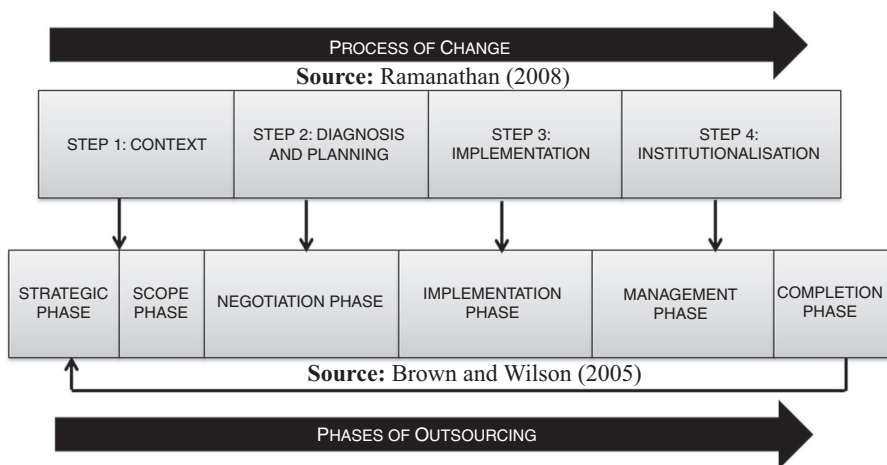 PROCESS OF CHANGE
Source: Ramanathan (2008)
STEP 1: CONTEXT
STEP 2: DIAGNOSIS
AND PLANNING
STEP 3:
IMPLEMENTATION
STEP 4:
INSTITUTIONALISATION
STRATEGIC
PHASE
SCOPE
PHASE
NEGOTIATION PHASE
IMPLEMENTATION
PHASE
MANAGEMENT
PHASE
COMPLETION
PHASE
Source: Brown and Wilson (2005)
PHASES OF OUTSOURCING